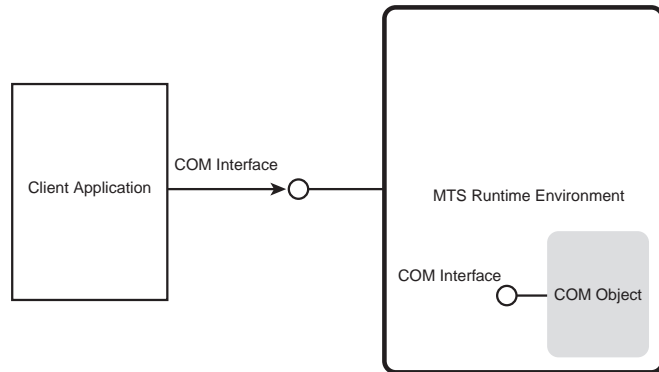 COM Interface
Client Application
MTS Runtime Environment
COM Interface
COM Object